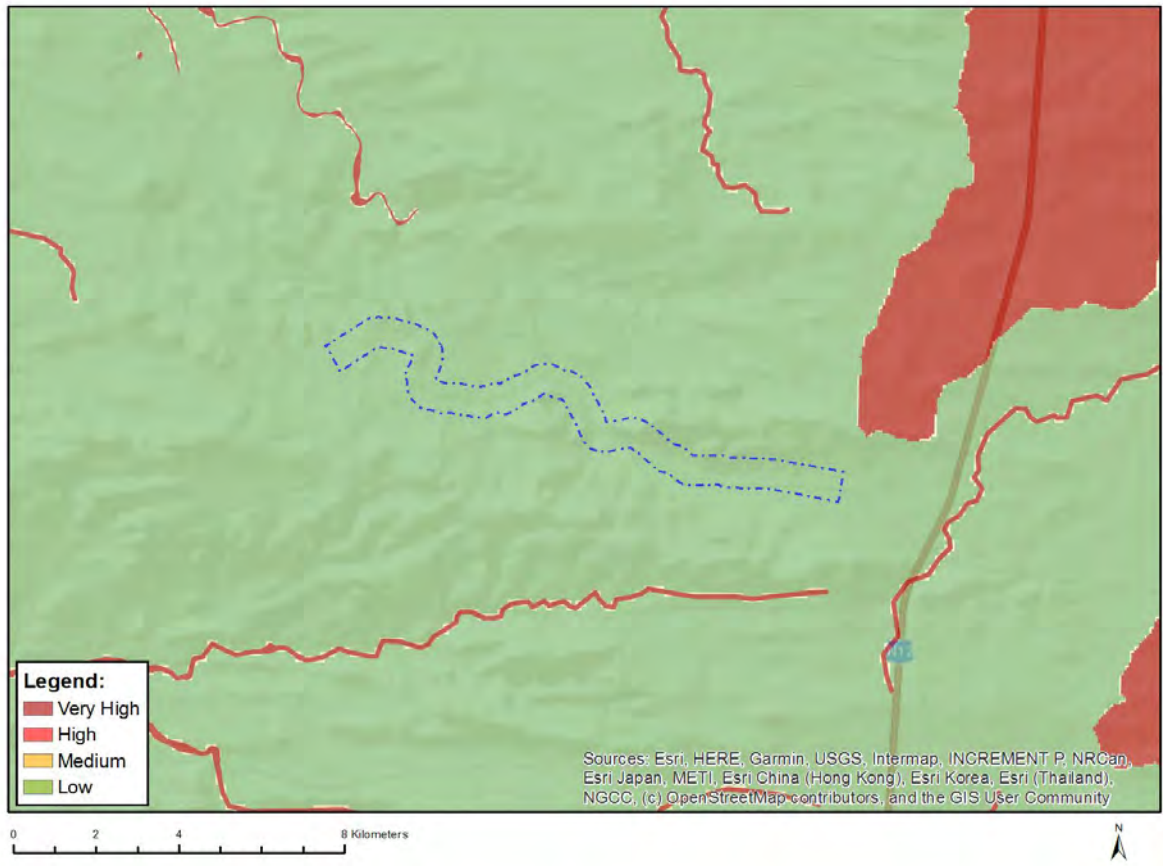 Legend:
Very High
High
Medium
Low
Sources: Esri, HERE, Garmin, USGS, Intermap, INCREMENT P, NRCan,
Esri Japan, METI, Esri China (Hong Kong), Esri Korea, Esri (Thailand),
NGCC, (c) OpenStreetMap contributors, and the GIS User Community
0 2 4 8 Kilometers
N